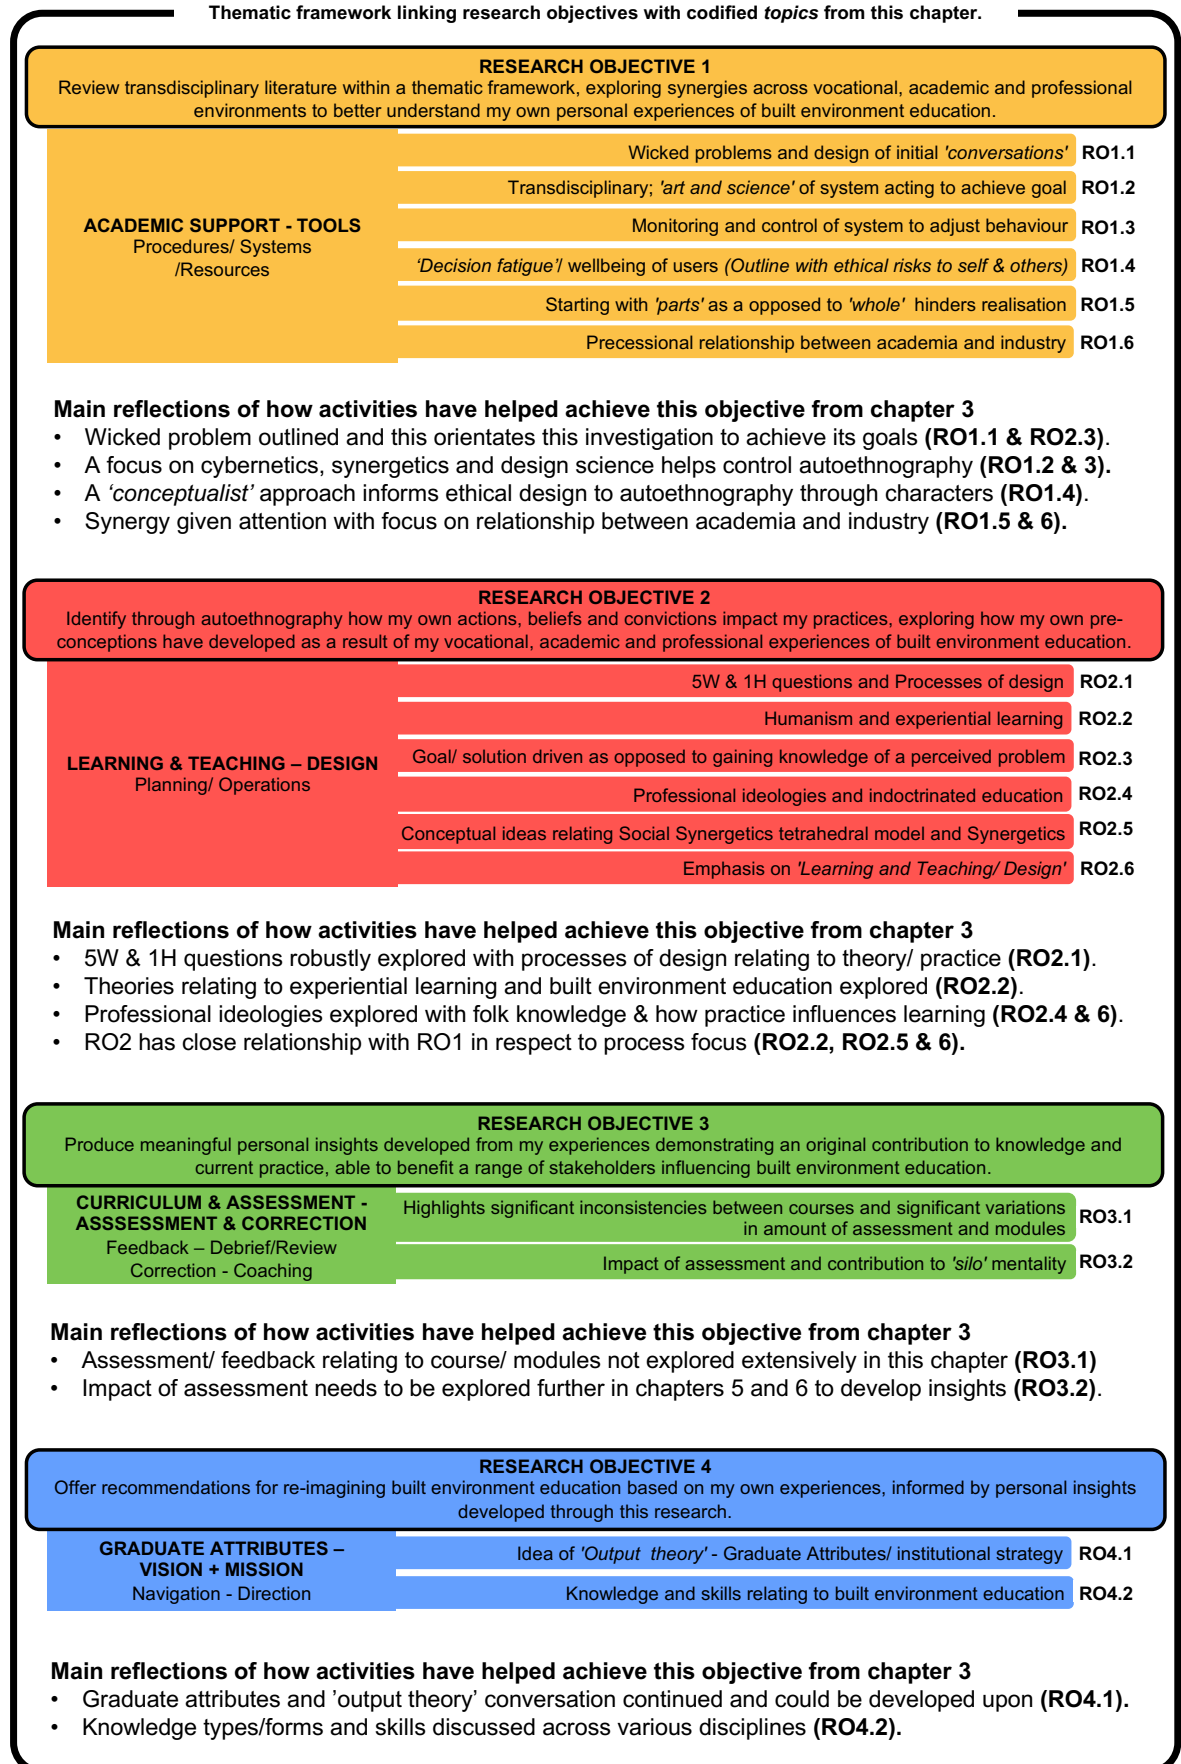 Thematic framework linking research objectives with codified topics from this chapter.
RESEARCH OBJECTIVE 1
Review transdisciplinary literature within a thematic framework, exploring synergies across vocational, academic and professional
environments to better understand my own personal experiences of built environment education.
ACADEMIC SUPPORT - TOOLS
Procedures/ Systems
/Resources
Wicked problems and design of initial 'conversations' RO1.1
Transdisciplinary; 'art and science' of system acting to achieve goal RO1.2
Monitoring and control of system to adjust behaviour RO1.3
‘Decision fatigue’/ wellbeing of users (Outline with ethical risks to self & others) RO1.4
Starting with 'parts' as a opposed to 'whole' hinders realisation RO1.5
Precessional relationship between academia and industry RO1.6
Main reflections of how activities have helped achieve this objective from chapter 3
• Wicked problem outlined and this orientates this investigation to achieve its goals (RO1.1 & RO2.3).
• A focus on cybernetics, synergetics and design science helps control autoethnography (RO1.2 & 3).
• A ‘conceptualist’ approach informs ethical design to autoethnography through characters (RO1.4).
• Synergy given attention with focus on relationship between academia and industry (RO1.5 & 6).
RESEARCH OBJECTIVE 2
Identify through autoethnography how my own actions, beliefs and convictions impact my practices, exploring how my own pre-
conceptions have developed as a result of my vocational, academic and professional experiences of built environment education.
LEARNING & TEACHING – DESIGN
Planning/ Operations
5W & 1H questions and Processes of design RO2.1
Humanism and experiential learning RO2.2
Goal/ solution driven as opposed to gaining knowledge of a perceived problem RO2.3
Professional ideologies and indoctrinated education RO2.4
Conceptual ideas relating Social Synergetics tetrahedral model and Synergetics RO2.5
Emphasis on 'Learning and Teaching/ Design' RO2.6
Main reflections of how activities have helped achieve this objective from chapter 3
• 5W & 1H questions robustly explored with processes of design relating to theory/ practice (RO2.1).
• Theories relating to experiential learning and built environment education explored (RO2.2).
• Professional ideologies explored with folk knowledge & how practice influences learning (RO2.4 & 6).
• RO2 has close relationship with RO1 in respect to process focus (RO2.2, RO2.5 & 6).
RESEARCH OBJECTIVE 3
Produce meaningful personal insights developed from my experiences demonstrating an original contribution to knowledge and
current practice, able to benefit a range of stakeholders influencing built environment education.
CURRICULUM & ASSESSMENT -
ASSSESSMENT & CORRECTION
Feedback – Debrief/Review
Correction - Coaching
Highlights significant inconsistencies between courses and significant variations
in amount of assessment and modules RO3.1
Impact of assessment and contribution to 'silo' mentality RO3.2
Main reflections of how activities have helped achieve this objective from chapter 3
• Assessment/ feedback relating to course/ modules not explored extensively in this chapter (RO3.1)
• Impact of assessment needs to be explored further in chapters 5 and 6 to develop insights (RO3.2).
RESEARCH OBJECTIVE 4
Offer recommendations for re-imagining built environment education based on my own experiences, informed by personal insights
developed through this research.
GRADUATE ATTRIBUTES –
VISION + MISSION
Navigation - Direction
Idea of 'Output theory' - Graduate Attributes/ institutional strategy RO4.1
Knowledge and skills relating to built environment education RO4.2
Main reflections of how activities have helped achieve this objective from chapter 3
• Graduate attributes and ’output theory’ conversation continued and could be developed upon (RO4.1).
• Knowledge types/forms and skills discussed across various disciplines (RO4.2).